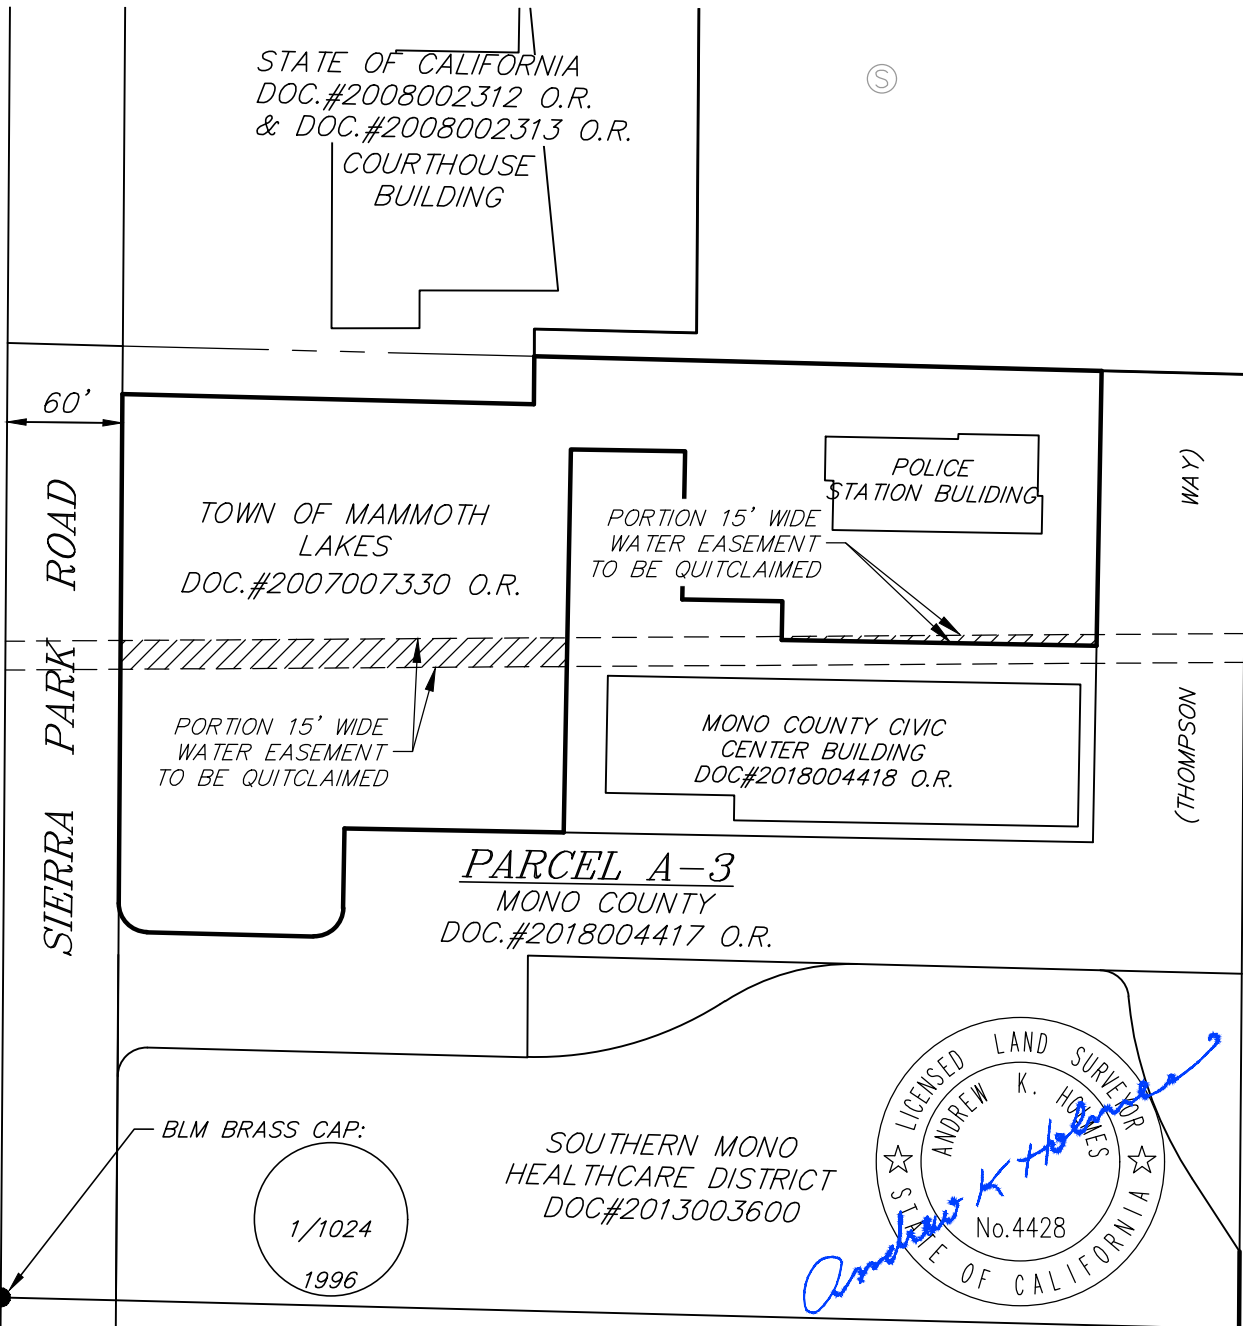 STATE OF CALIFORNIA
DOC.#2008002312 O.R.
& DOC.#2008002313 O.R.
COURTHOUSE
BUILDING
S
60'
SIERRA PARK ROAD
TOWN OF MAMMOTH
LAKES
DOC.#2007007330 O.R.
POLICE
STATION BULIDING
PORTION 15' WIDE
WATER EASEMENT
TO BE QUITCLAIMED
(THOMPSON WAY)
PORTION 15' WIDE
WATER EASEMENT
TO BE QUITCLAIMED
MONO COUNTY CIVIC
CENTER BUILDING
DOC#2018004418 O.R.
PARCEL A-3
MONO COUNTY
DOC.#2018004417 O.R.
BLM BRASS CAP:
1/1024
1996
SOUTHERN MONO
HEALTHCARE DISTRICT
DOC#2013003600
LICENSED LAND SURVEYOR
ANDREW K. HOLMES
No.4428
STATE OF CALIFORNIA
Andrew K Holmes